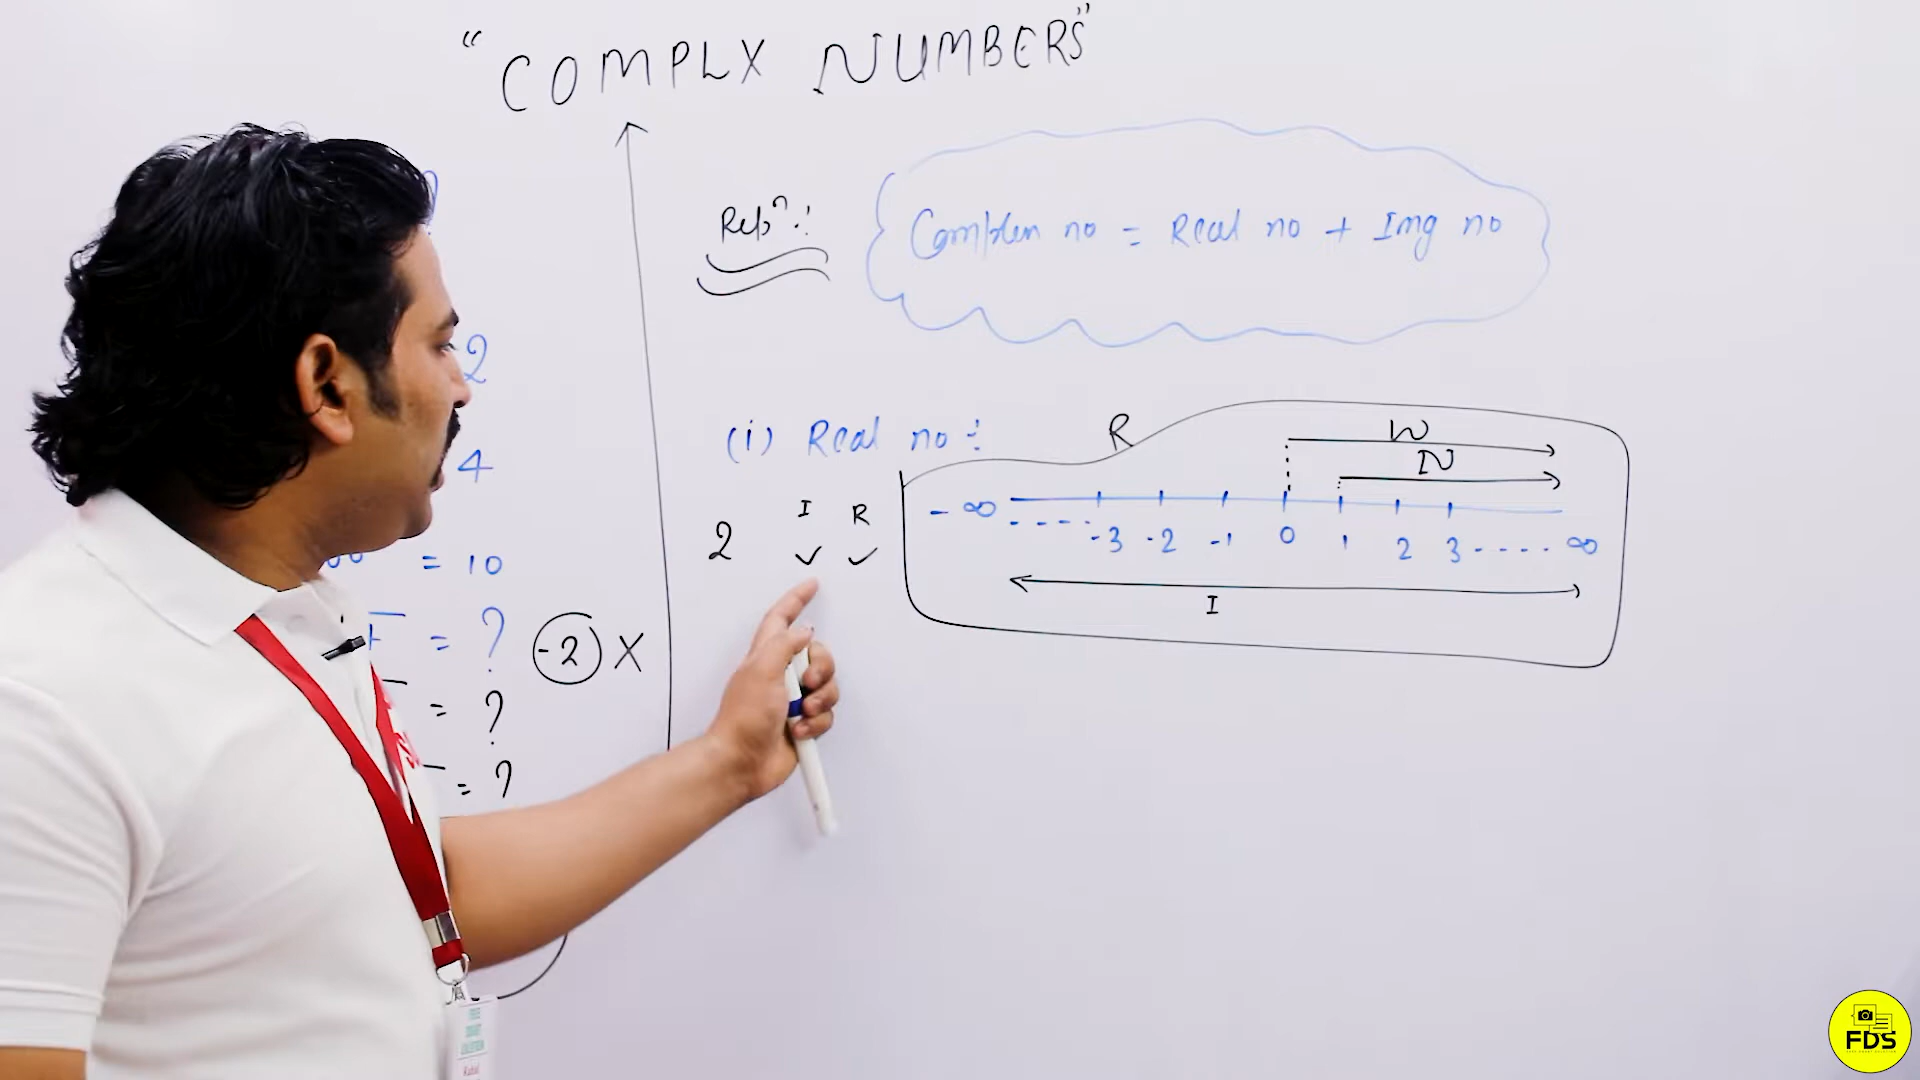 “COMPLX NUMBERS”
Repn :
Complex no = Real no + Img no
2
4
= 10
= ?
-2 X
= ?
= ?
(i) Real no :
R
W
N
I R
2 ✓ ✓
- ∞ - - - - -3 -2 -1 0 1 2 3 - - - - ∞
I
FDS